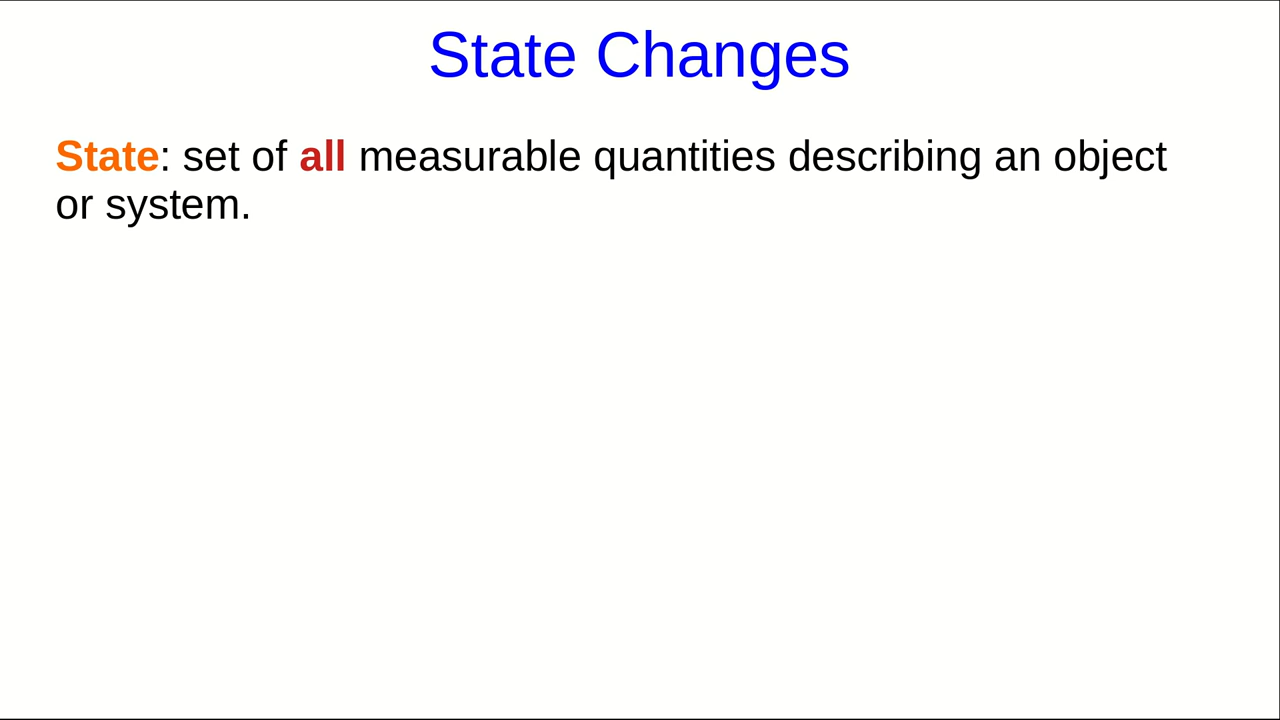 State Changes
State: set of all measurable quantities describing an object
or system.